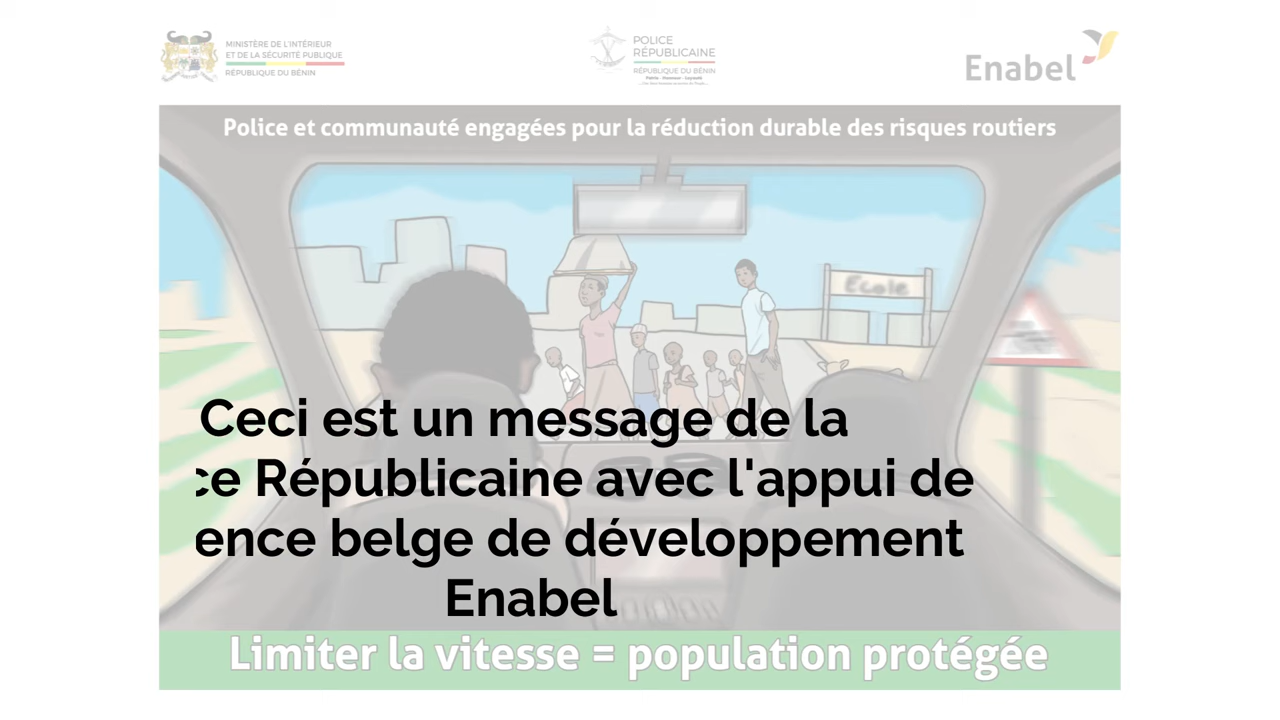 MINISTÈRE DE L'INTÉRIEUR
ET DE LA SÉCURITÉ PUBLIQUE
RÉPUBLIQUE DU BÉNIN
POLICE
RÉPUBLICAINE
RÉPUBLIQUE DU BÉNIN
Enabel
Police et communauté engagées pour la réduction durable des risques routiers
Ecole
Ceci est un message de la
ce Républicaine avec l'appui de
ence belge de développement
Enabel
Limiter la vitesse = population protégée